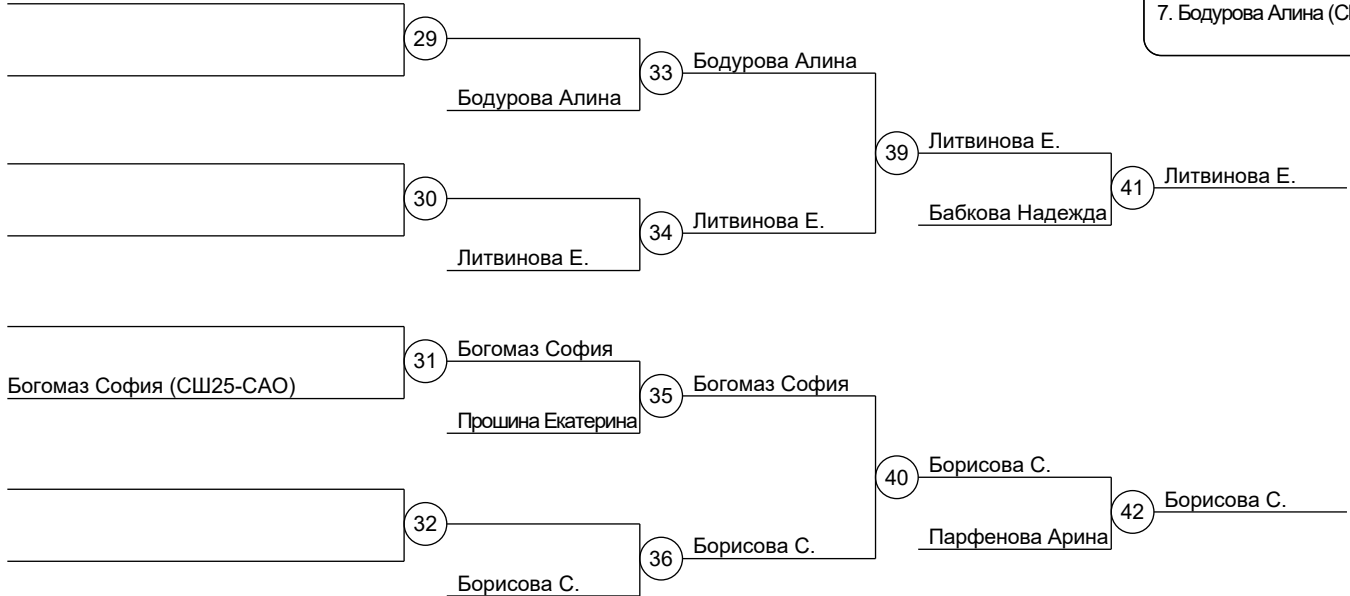 7. Бодурова Алина (С
29
33
Бодурова Алина
Бодурова Алина
39
Литвинова Е.
30
41
Литвинова Е.
Бабкова Надежда
34
Литвинова Е.
Литвинова Е.
31
Богомаз София
Богомаз София (СШ25-САО)
35
Богомаз София
Прошина Екатерина
40
Борисова С.
32
42
Борисова С.
Парфенова Арина
36
Борисова С.
Борисова С.